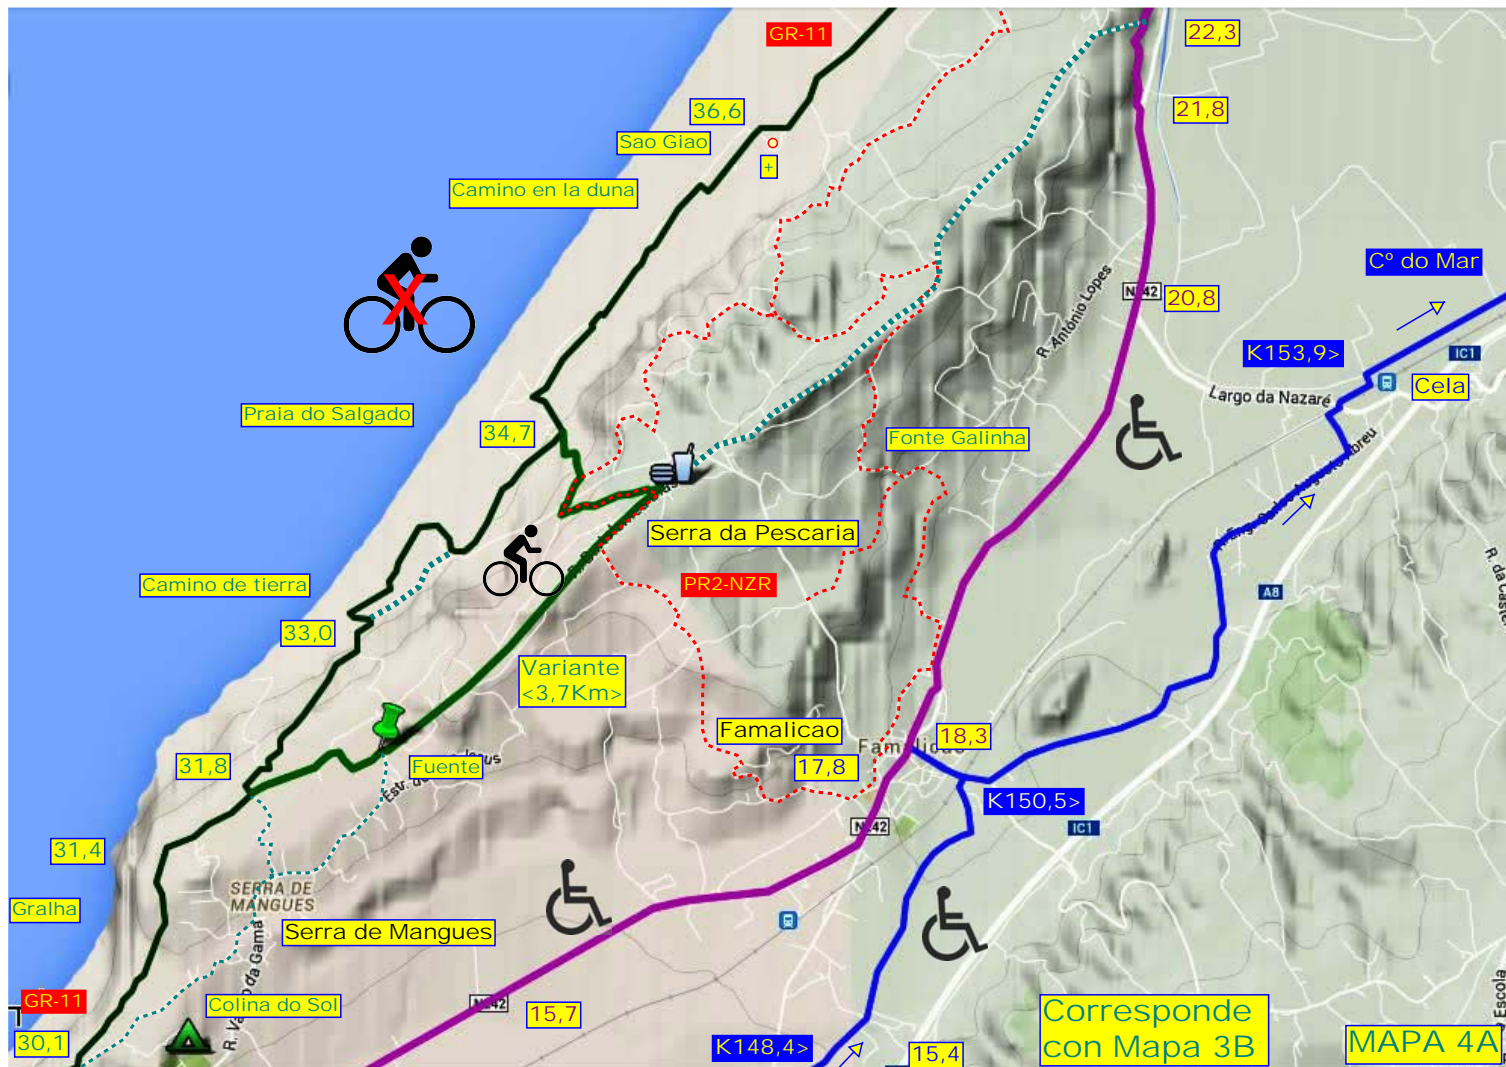 GR-11
22,3
36,6
21,8
Sao Giao
+
Camino en la duna
Cº do Mar
R. António Lopes
20,8
K153,9>
IC1
Cela
Largo da Nazaré
Praia do Salgado
34,7
Fonte Galinha
Serra da Pescaria
Camino de tierra
PR2-NZR
A8
33,0
Variante
<3,7Km>
Famalicao
18,3
17,8
31,8
Fuente
K150,5>
N242
IC1
31,4
SERRA DE
MANGUES
Gralha
Serra de Mangues
R. Vasco da Gama
GR-11
Colina do Sol
15,7
30,1
K148,4>
15,4
Corresponde
con Mapa 3B
MAPA 4A
Escola